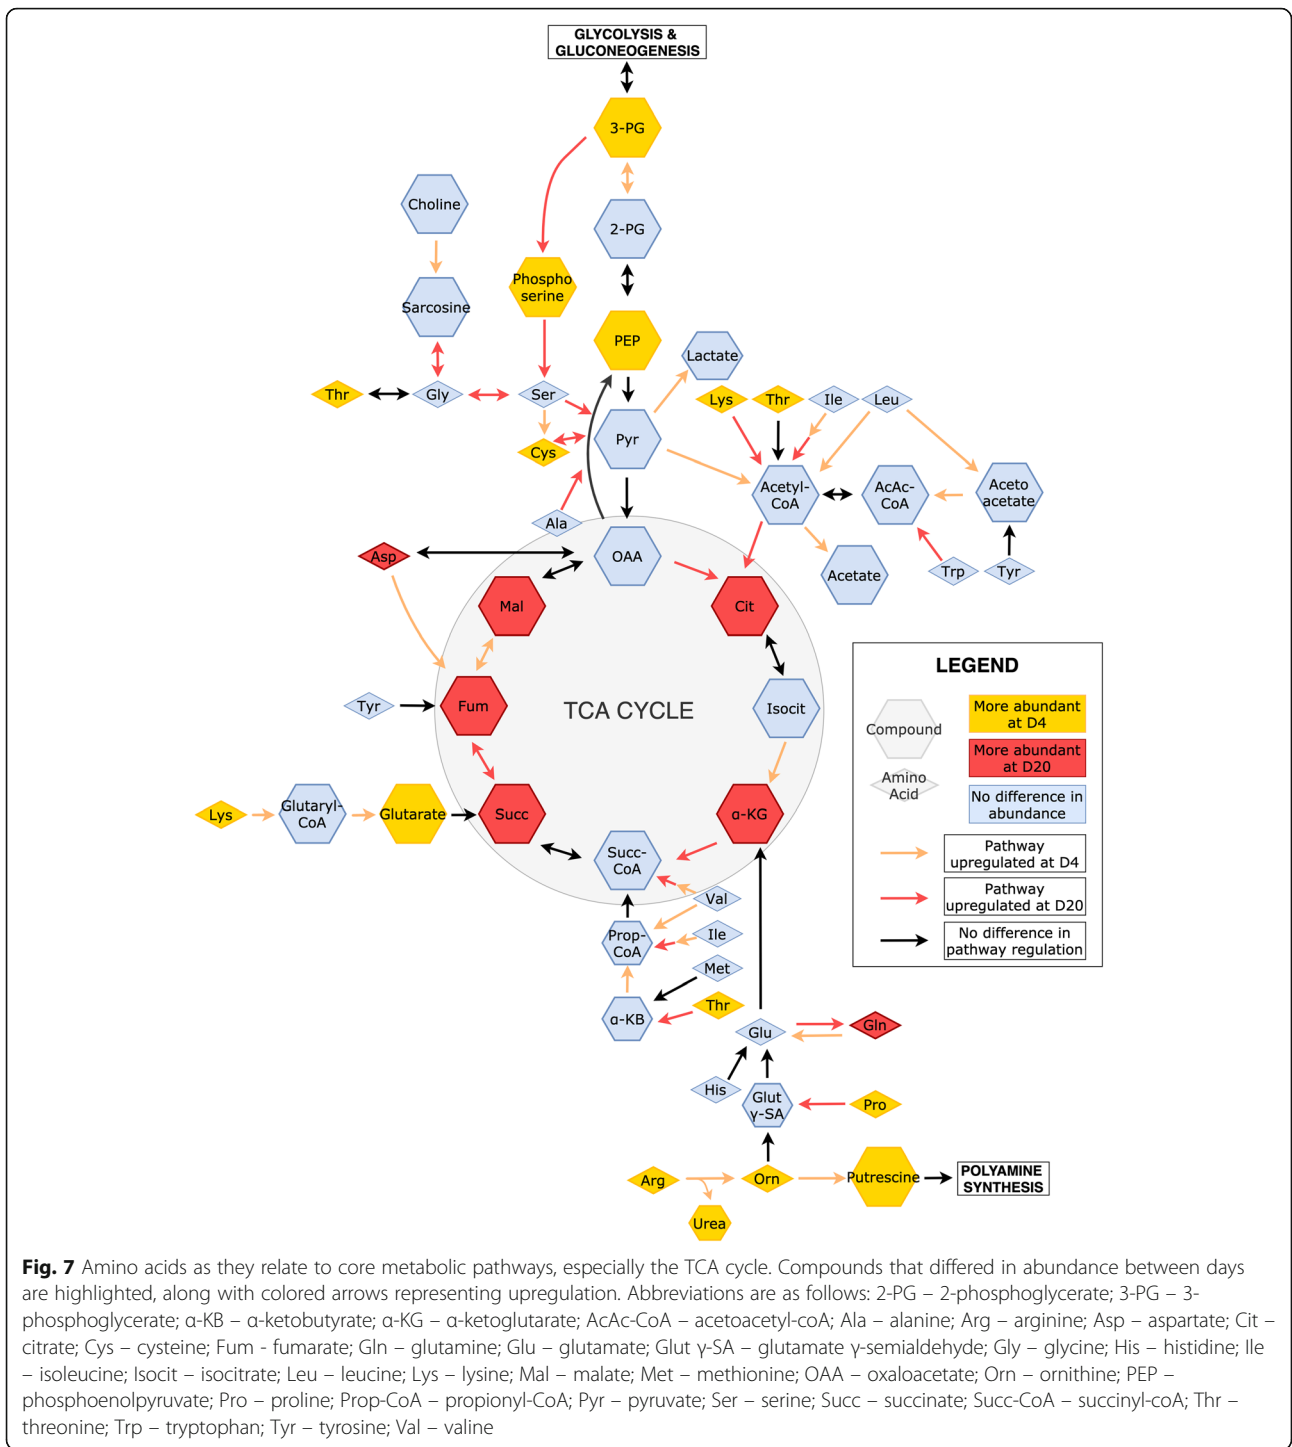 GLYCOLYSIS &
GLUCONEOGENESIS
3-PG
Choline
2-PG
Phospho
serine
Sarcosine
PEP
Lactate
Thr
Gly
Ser
Lys
Thr
Ile
Leu
Pyr
Cys
Acetyl-
CoA
AcAc-
CoA
Aceto
acetate
Ala
Asp
OAA
Acetate
Trp
Tyr
Mal
Cit
Tyr
Fum
TCA CYCLE
Isocit
Lys
Glutaryl-
CoA
Glutarate
Succ
α-KG
Succ-
CoA
Val
Prop-
CoA
Ile
Met
α-KB
Thr
Glu
Gln
His
Glut
γ-SA
Pro
Arg
Orn
Putrescine
POLYAMINE
SYNTHESIS
Urea
LEGEND
Compound
Amino
Acid
More abundant
at D4
More abundant
at D20
No difference in
abundance
Pathway
upregulated at D4
Pathway
upregulated at D20
No difference in
pathway regulation
Fig. 7 Amino acids as they relate to core metabolic pathways, especially the TCA cycle. Compounds that differed in abundance between days
are highlighted, along with colored arrows representing upregulation. Abbreviations are as follows: 2-PG – 2-phosphoglycerate; 3-PG – 3-
phosphoglycerate; α-KB – α-ketobutyrate; α-KG – α-ketoglutarate; AcAc-CoA – acetoacetyl-coA; Ala – alanine; Arg – arginine; Asp – aspartate; Cit –
citrate; Cys – cysteine; Fum - fumarate; Gln – glutamine; Glu – glutamate; Glut γ-SA – glutamate γ-semialdehyde; Gly – glycine; His – histidine; Ile
– isoleucine; Isocit – isocitrate; Leu – leucine; Lys – lysine; Mal – malate; Met – methionine; OAA – oxaloacetate; Orn – ornithine; PEP –
phosphoenolpyruvate; Pro – proline; Prop-CoA – propionyl-CoA; Pyr – pyruvate; Ser – serine; Succ – succinate; Succ-CoA – succinyl-coA; Thr –
threonine; Trp – tryptophan; Tyr – tyrosine; Val – valine